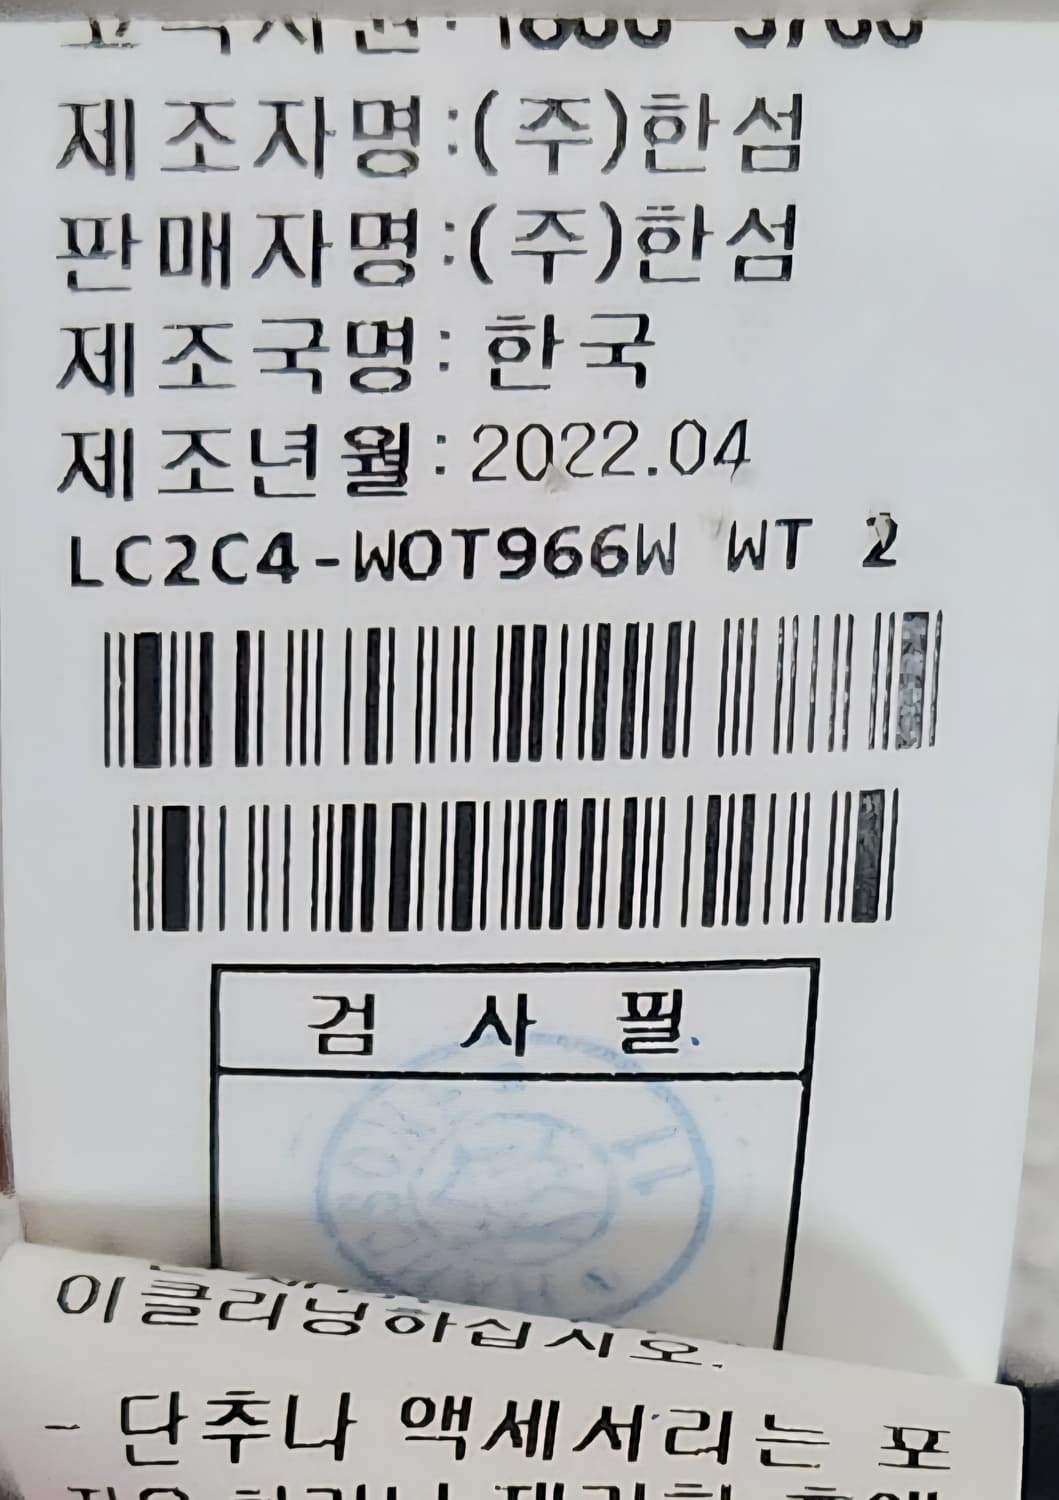 제조자명:(주)한섬
판매자명:(주)한섬
제조국명: 한국
제조년월:2022.04
LC2C4-WOT966W WT 2
검 사 필
이클리닝하십시오.
- 단추나 액세서리는 포